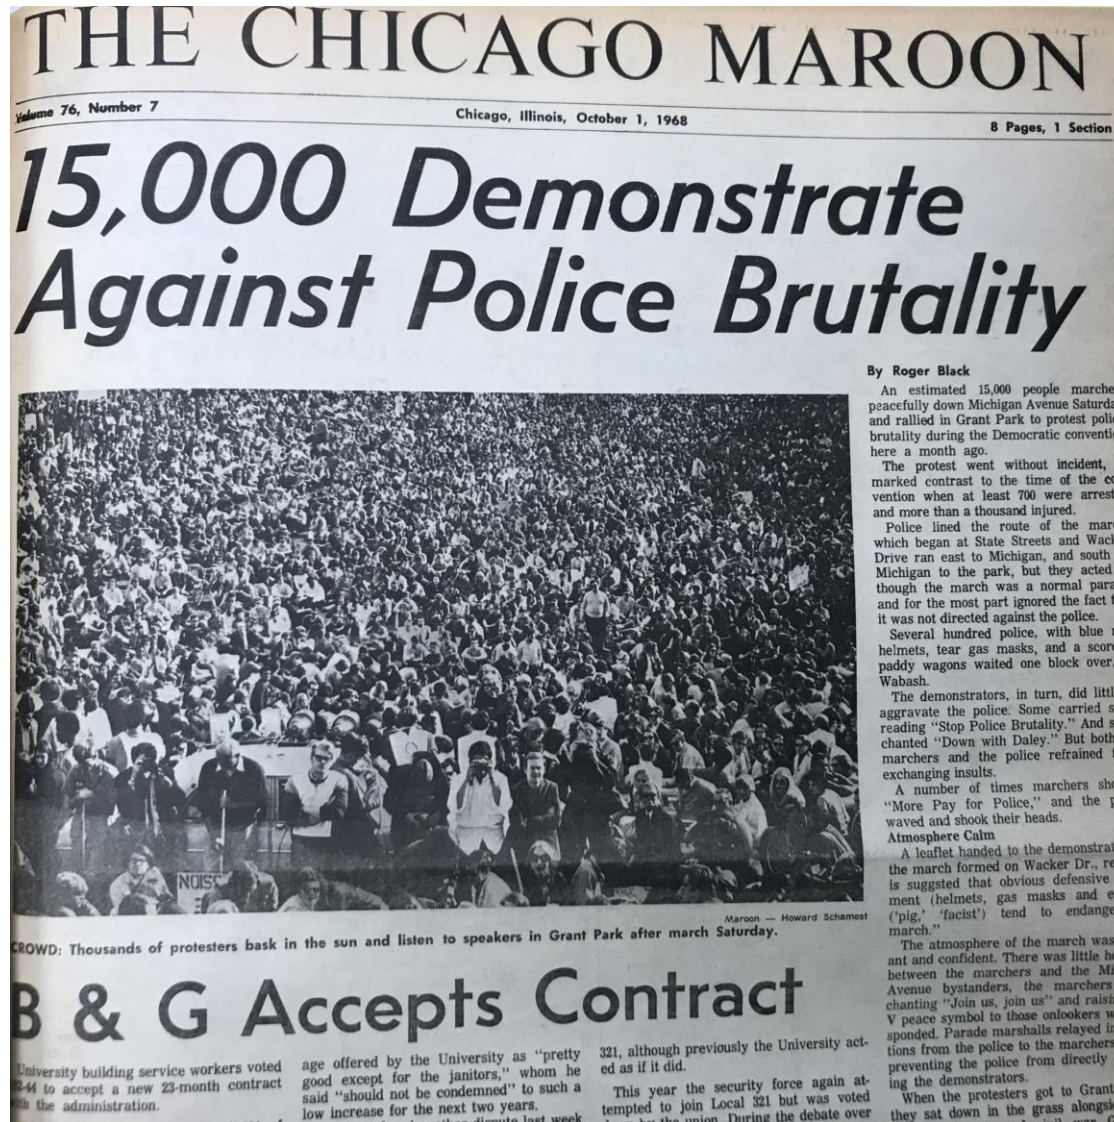 THE CHICAGO MAROON
Volume 76, Number 7
Chicago, Illinois, October 1, 1968
8 Pages, 1 Section
15,000 Demonstrate
Against Police Brutality
By Roger Black
An estimated 15,000 people marche
peacefully down Michigan Avenue Saturda
and rallied in Grant Park to protest poli
brutality during the Democratic conventi
here a month ago.
The protest went without incident,
marked contrast to the time of the co
vention when at least 700 were arrest
and more than a thousand injured.
Police lined the route of the mar
which began at State Streets and Wac
Drive ran east to Michigan, and south
Michigan to the park, but they acted
though the march was a normal para
and for the most part ignored the fact t
it was not directed against the police.
Several hundred police, with blue
helmets, tear gas masks, and a score
paddy wagons waited one block over,
Wabash.
The demonstrators, in turn, did littl
aggravate the police. Some carried s
reading "Stop Police Brutality." And s
chanted "Down with Daley." But both
marchers and the police refrained
exchanging insults.
A number of times marchers sho
"More Pay for Police," and the p
waved and shook their heads.
Atmosphere Calm
A leaflet handed to the demonstrat
the march formed on Wacker Dr., re
is suggsted that obvious defensive
ment (helmets, gas masks and e
('pig,' 'facist') tend to endange
march."
The atmosphere of the march was
ant and confident. There was little ho
between the marchers and the Mi
Avenue bystanders, the marchers
chanting "Join us, join us" and raisi
V peace symbol to those onlookers w
sponded. Parade marshalls relayed in
tions from the police to the marchers
preventing the police from directly
ing the demonstrators.
When the protesters got to Grant
they sat down in the grass alongsi
NOISE
Maroon — Howard Schamest
CROWD: Thousands of protesters bask in the sun and listen to speakers in Grant Park after march Saturday.
B & G Accepts Contract
University building service workers voted
to accept a new 23-month contract
with the administration.
age offered by the University as "pretty
good except for the janitors," whom he
said "should not be condemned" to such a
low increase for the next two years.
dispute last week
321, although previously the University act-
ed as if it did.
This year the security force again at-
tempted to join Local 321 but was voted
by the union. During the debate over